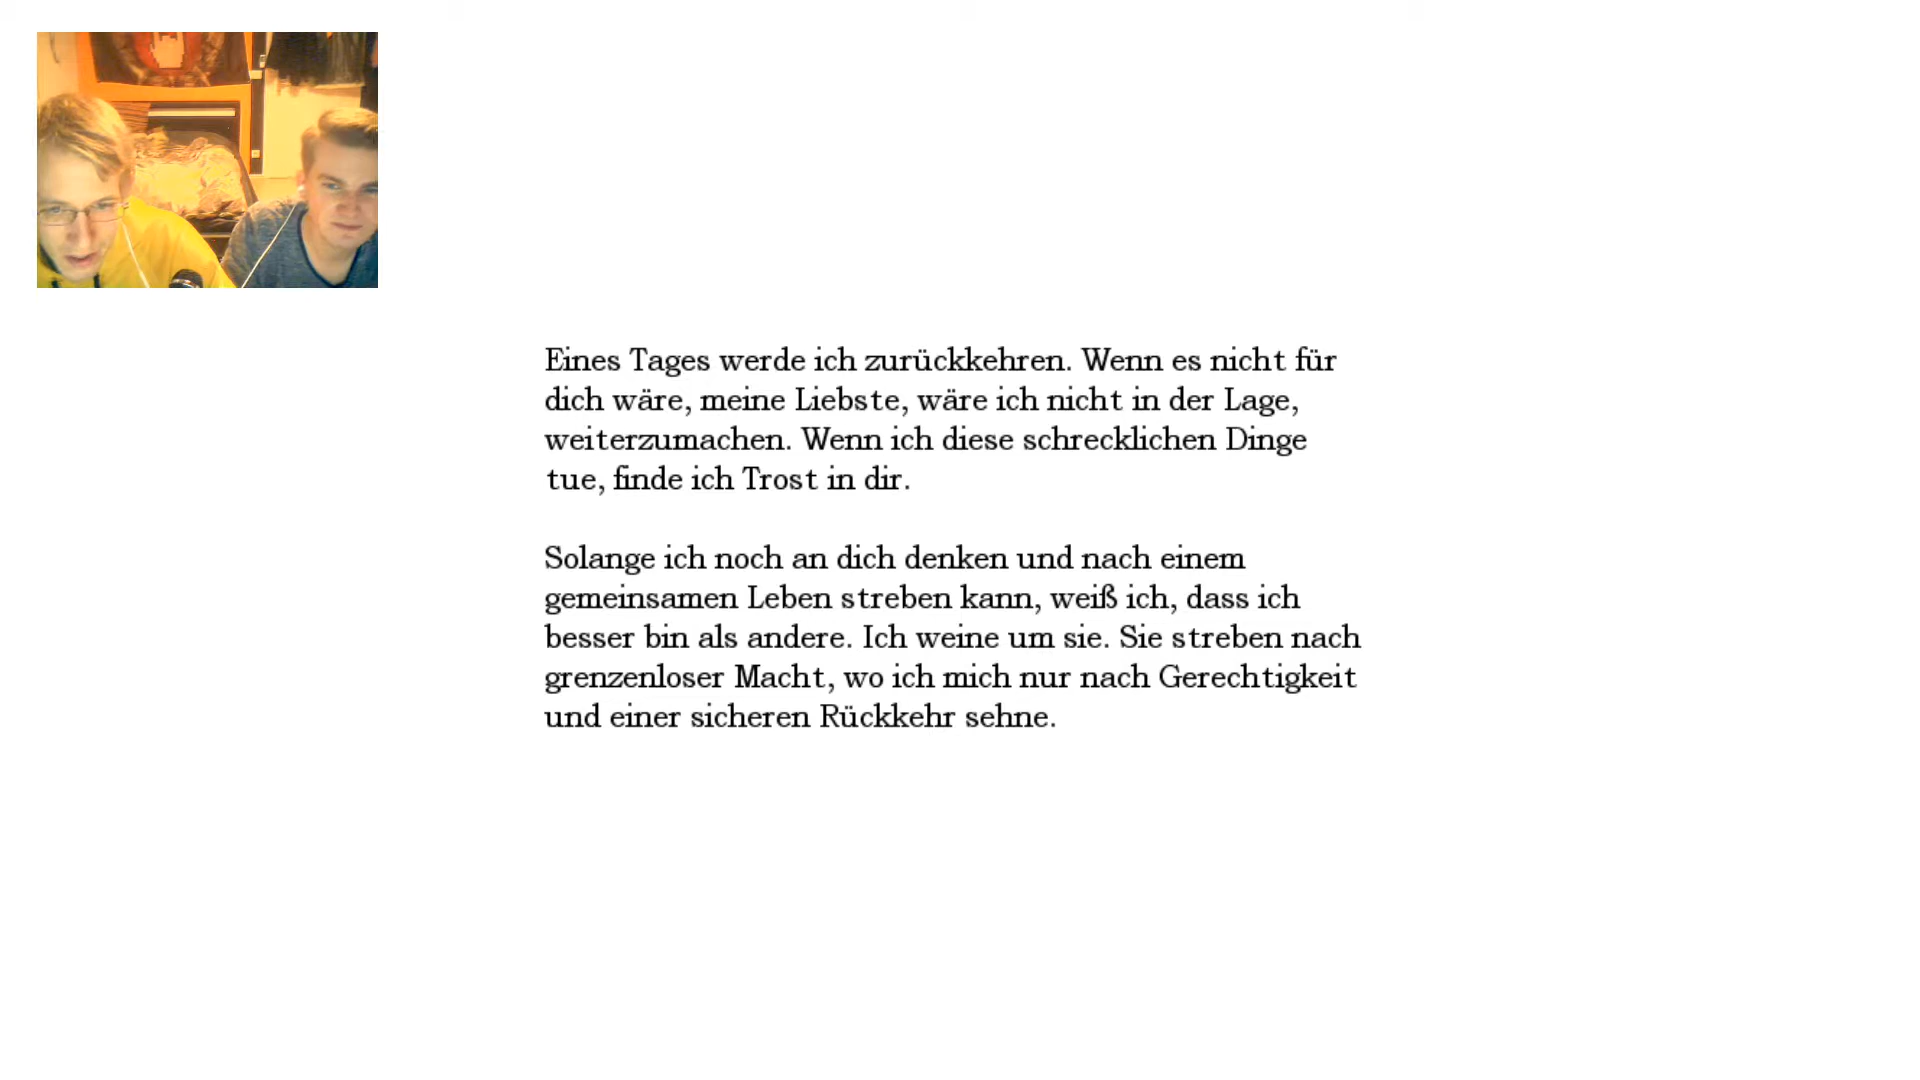 Eines Tages werde ich zurückkehren. Wenn es nicht für
dich wäre, meine Liebste, wäre ich nicht in der Lage,
weiterzumachen. Wenn ich diese schrecklichen Dinge
tue, finde ich Trost in dir.
Solange ich noch an dich denken und nach einem
gemeinsamen Leben streben kann, weiß ich, dass ich
besser bin als andere. Ich weine um sie. Sie streben nach
grenzenloser Macht, wo ich mich nur nach Gerechtigkeit
und einer sicheren Rückkehr sehne.